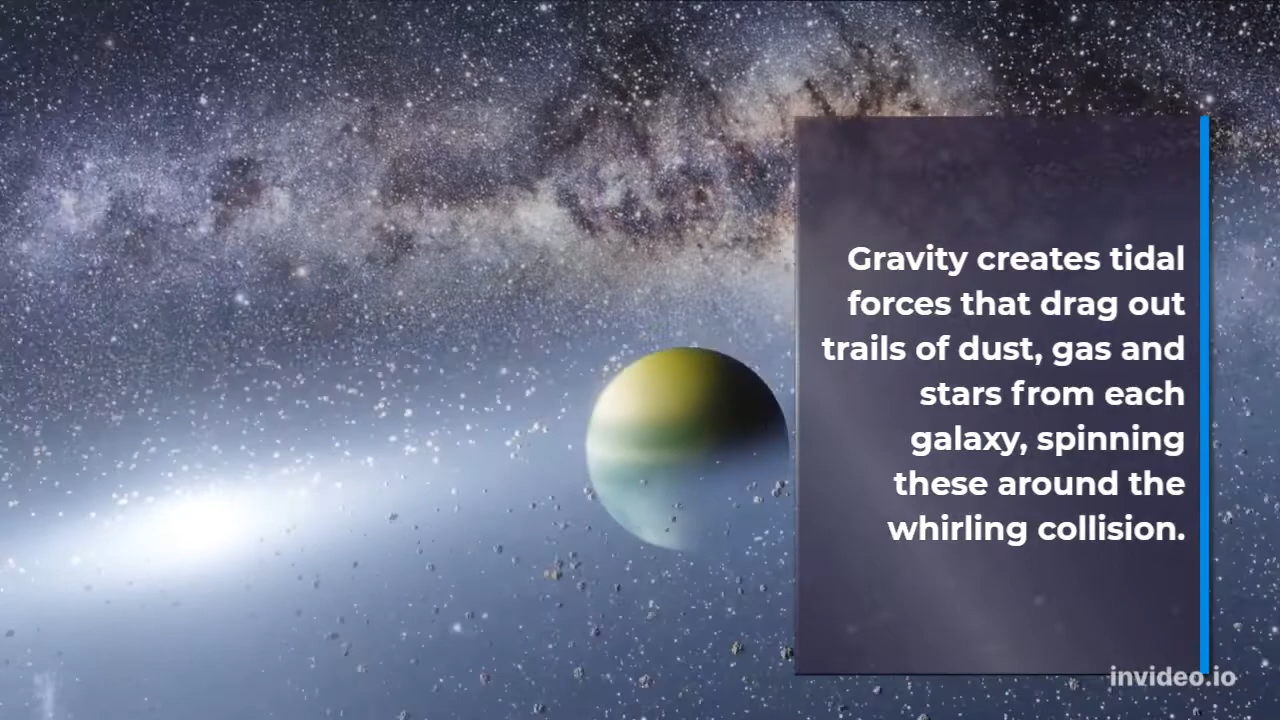 Gravity creates tidal
forces that drag out
trails of dust, gas and
stars from each
galaxy, spinning
these around the
whirling collision.
invideo.io